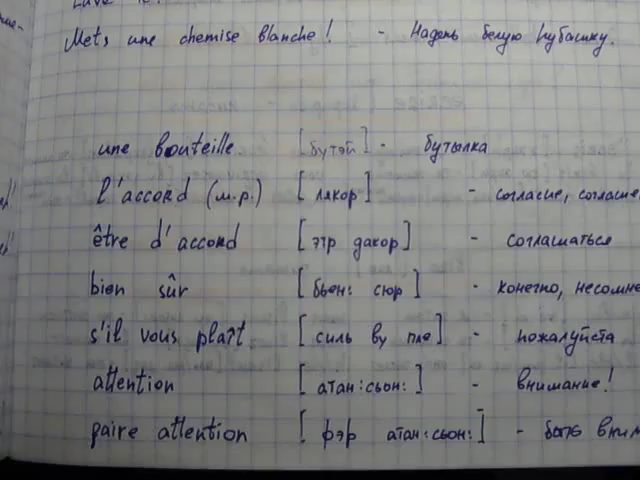 Mets une chemise blanche! - Надень белую рубашку.
une bouteille [бутэй] - бутылка
l'accord (м.р.) [лякор] - согласие, согласие
être d'accord [этр дакор] - соглашаться
bien sûr [бьен: сюр] - конечно, несомне
s'il vous plaît [силь ву пле] - пожалуйста
attention [атан:сьон:] - внимание!
faire attention [фэр атан:сьон:] - быть вним